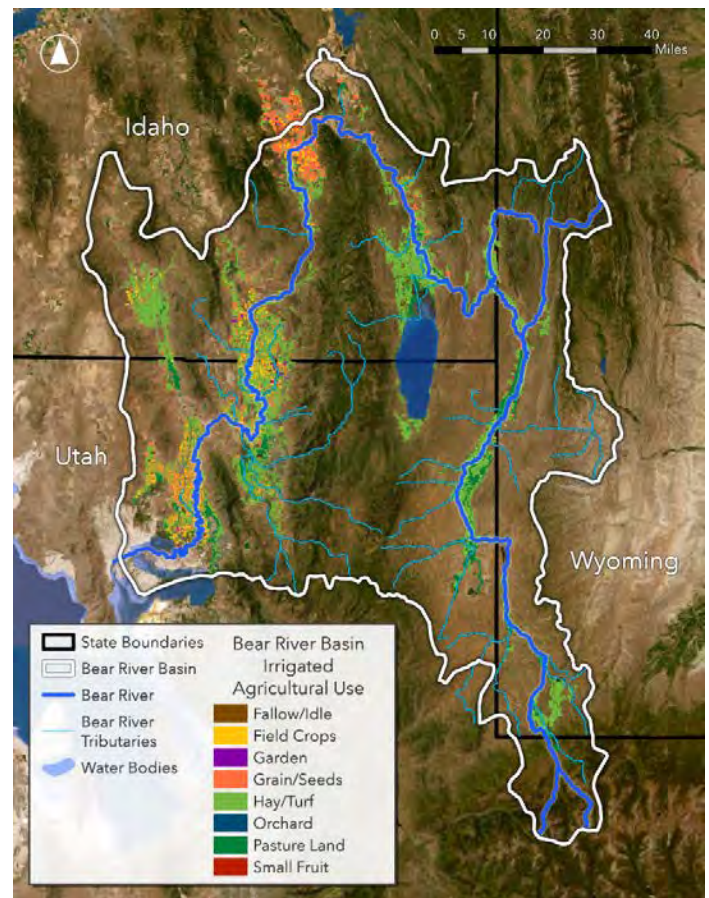 0 5 10 20 30 40
Miles
Idaho
Utah
Wyoming
State Boundaries
Bear River Basin
Bear River
Bear River
Tributaries
Water Bodies
Bear River Basin
Irrigated
Agricultural Use
Fallow/Idle
Field Crops
Garden
Grain/Seeds
Hay/Turf
Orchard
Pasture Land
Small Fruit